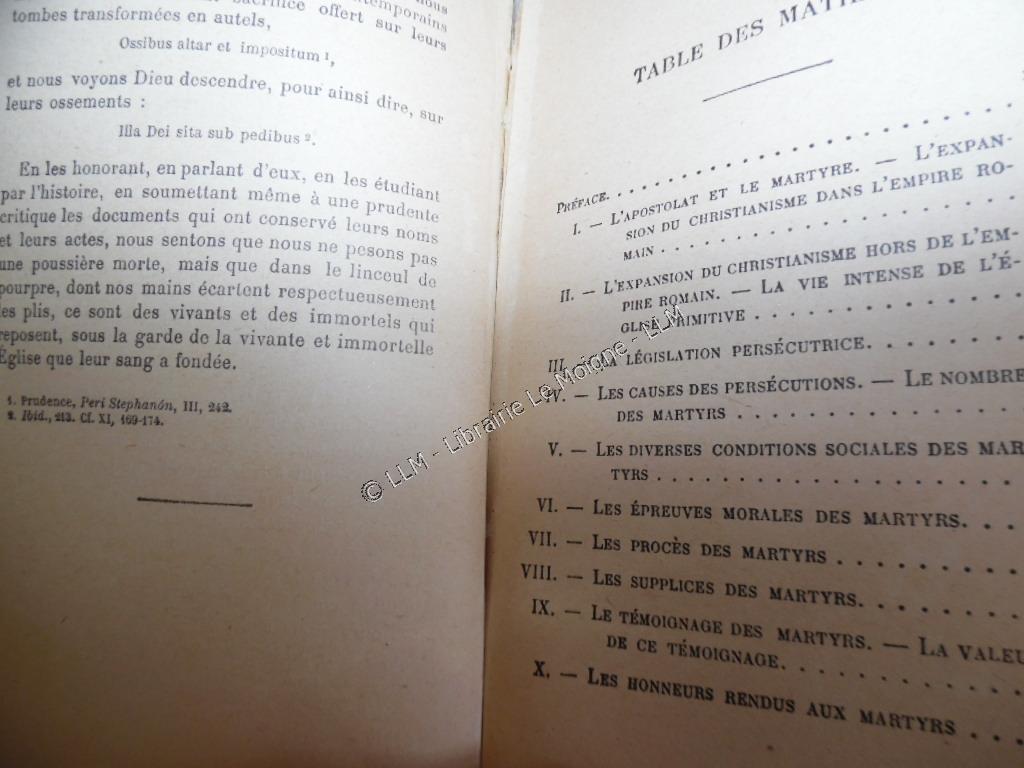 nous
sacrifice offert sur leurs
tombes transformées en autels,
Ossibus altar et impositum 1,
et nous voyons Dieu descendre, pour ainsi dire, sur
leurs ossements :
Illa Dei sita sub pedibus 2.
En les honorant, en parlant d'eux, en les étudiant
par l'histoire, en soumettant même à une prudente
critique les documents qui ont conservé leurs noms
et leurs actes, nous sentons que nous ne pesons pas
une poussière morte, mais que dans le linceul de
pourpre, dont nos mains écartent respectueusement
les plis, ce sont des vivants et des immortels qui
reposent, sous la garde de la vivante et immortelle
Église que leur sang a fondée.
1. Prudence, Peri Stephanôn, III, 242.
2. Ibid., 213. Cf. XI, 169-174.
TABLE DES MATIÈ
PRÉFACE. . . . . . . . . . . . . . . . . . . .
I. — L'APOSTOLAT ET LE MARTYRE. — L'EXPAN-
SION DU CHRISTIANISME DANS L'EMPIRE RO-
MAIN . . . . . . . . . . . . . . . . . . . .
II. — L'EXPANSION DU CHRISTIANISME HORS DE L'EM-
PIRE ROMAIN. — LA VIE INTENSE DE L'É-
GLISE PRIMITIVE . . . . . . . . . . . . . .
III. — LA LÉGISLATION PERSÉCUTRICE. . . . . . .
IV. — LES CAUSES DES PERSÉCUTIONS. — LE NOMBRE
DES MARTYRS . . . . . . . . . . . . . . .
V. — LES DIVERSES CONDITIONS SOCIALES DES MAR
TYRS . . . . . . . . . . . . . . . . . . .
VI. — LES ÉPREUVES MORALES DES MARTYRS. . . .
VII. — LES PROCÈS DES MARTYRS . . . . . . . . .
VIII. — LES SUPPLICES DES MARTYRS. . . . . . . .
IX. — LE TÉMOIGNAGE DES MARTYRS. — LA VALEU
DE CE TÉMOIGNAGE. . . . . . . . . . . . .
X. — LES HONNEURS RENDUS AUX MARTYRS . . . .
© LLM - Librairie Le Moigne - LLM